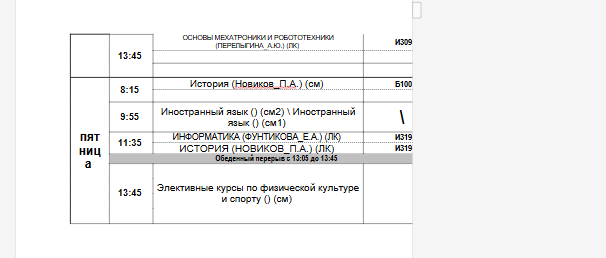 ОСНОВЫ МЕХАТРОНИКИ И РОБОТОТЕХНИКИ
(ПЕРЕЛЫГИНА_А.Ю.) (ЛК)
И309
13:45
8:15
История (Новиков_П.А.) (см)
Б100
9:55
Иностранный язык () (см2) \ Иностранный
язык () (см1)
\
пят
ниц
а
11:35
ИНФОРМАТИКА (ФУНТИКОВА_Е.А.) (ЛК)
И319
ИСТОРИЯ (НОВИКОВ_П.А.) (ЛК)
И319
Обеденный перерыв с 13:05 до 13:45
13:45
Элективные курсы по физической культуре
и спорту () (см)